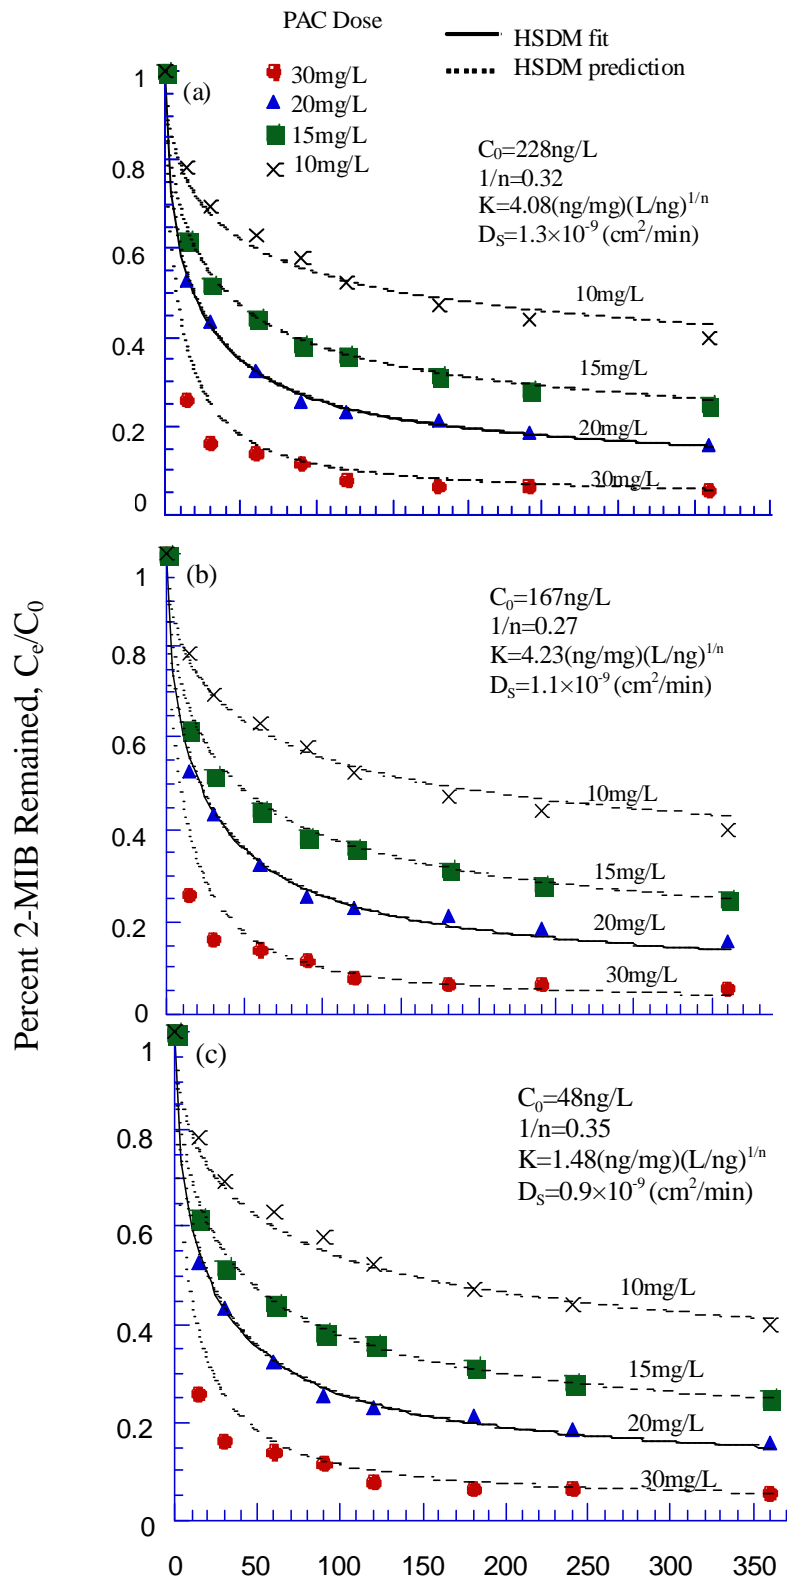 PAC Dose
30mg/L
20mg/L
15mg/L
10mg/L
HSDM fit
HSDM prediction
Percent 2-MIB Remained, Cₑ/C₀
(a)
C₀=228ng/L
1/n=0.32
K=4.08(ng/mg)(L/ng)^1/n
D_S=1.3×10⁻⁹ (cm²/min)
1
0.8
0.6
0.4
0.2
0
10mg/L
15mg/L
20mg/L
30mg/L
(b)
C₀=167ng/L
1/n=0.27
K=4.23(ng/mg)(L/ng)^1/n
D_S=1.1×10⁻⁹ (cm²/min)
1
0.8
0.6
0.4
0.2
0
10mg/L
15mg/L
20mg/L
30mg/L
(c)
C₀=48ng/L
1/n=0.35
K=1.48(ng/mg)(L/ng)^1/n
D_S=0.9×10⁻⁹ (cm²/min)
1
0.8
0.6
0.4
0.2
0
10mg/L
15mg/L
20mg/L
30mg/L
0 50 100 150 200 250 300 350